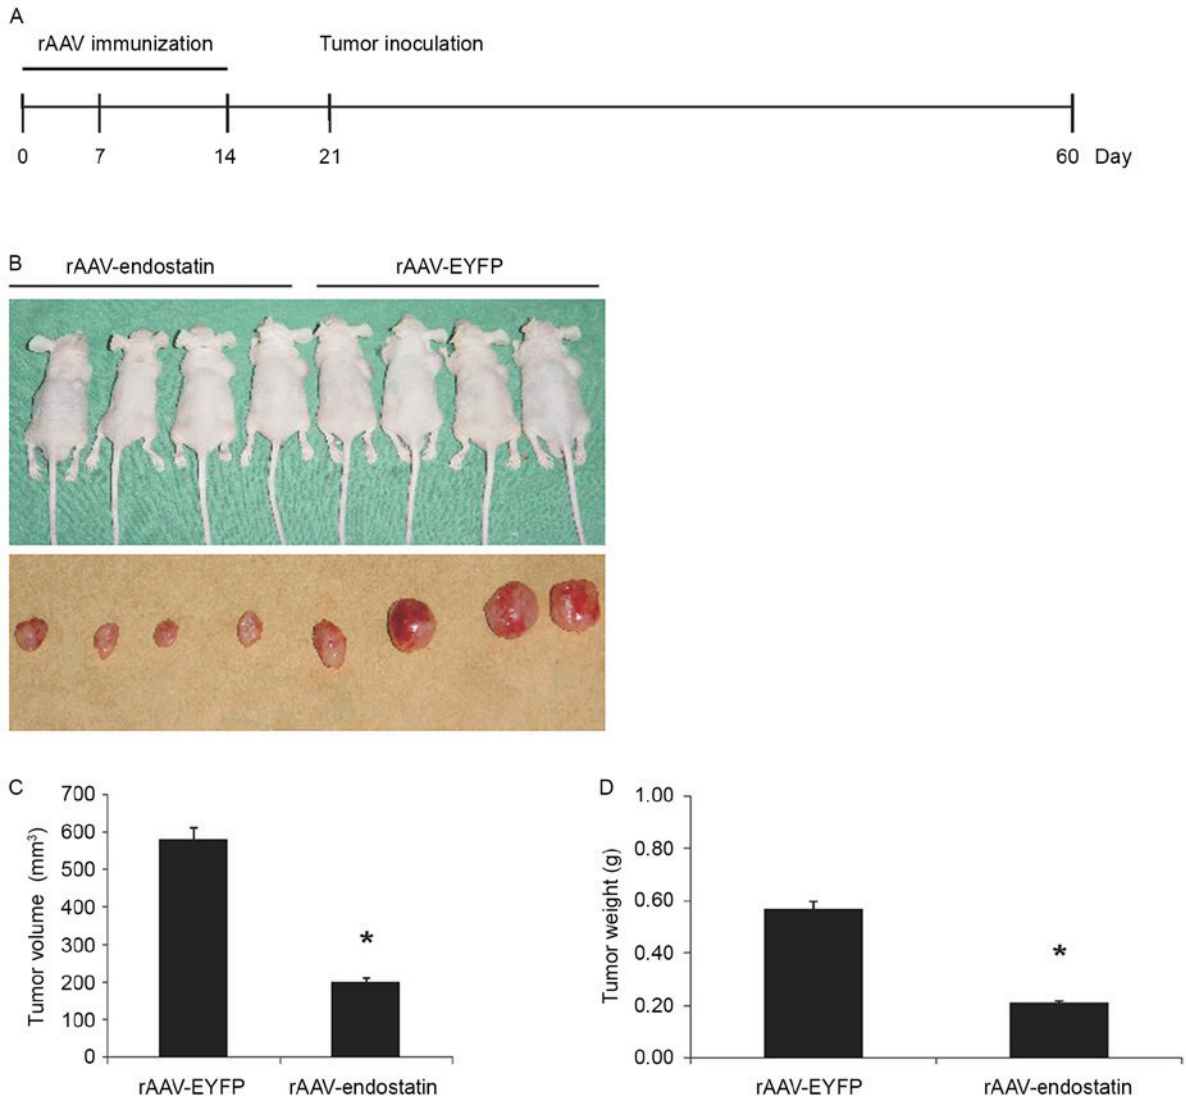 A
rAAV immunization Tumor inoculation
0 7 14 21 60 Day
B
rAAV-endostatin rAAV-EYFP
C
Tumor volume (mm³)
700
600
500
400
300
200
100
0
*
rAAV-EYFP rAAV-endostatin
D
Tumor weight (g)
1.00
0.80
0.60
0.40
0.20
0.00
*
rAAV-EYFP rAAV-endostatin